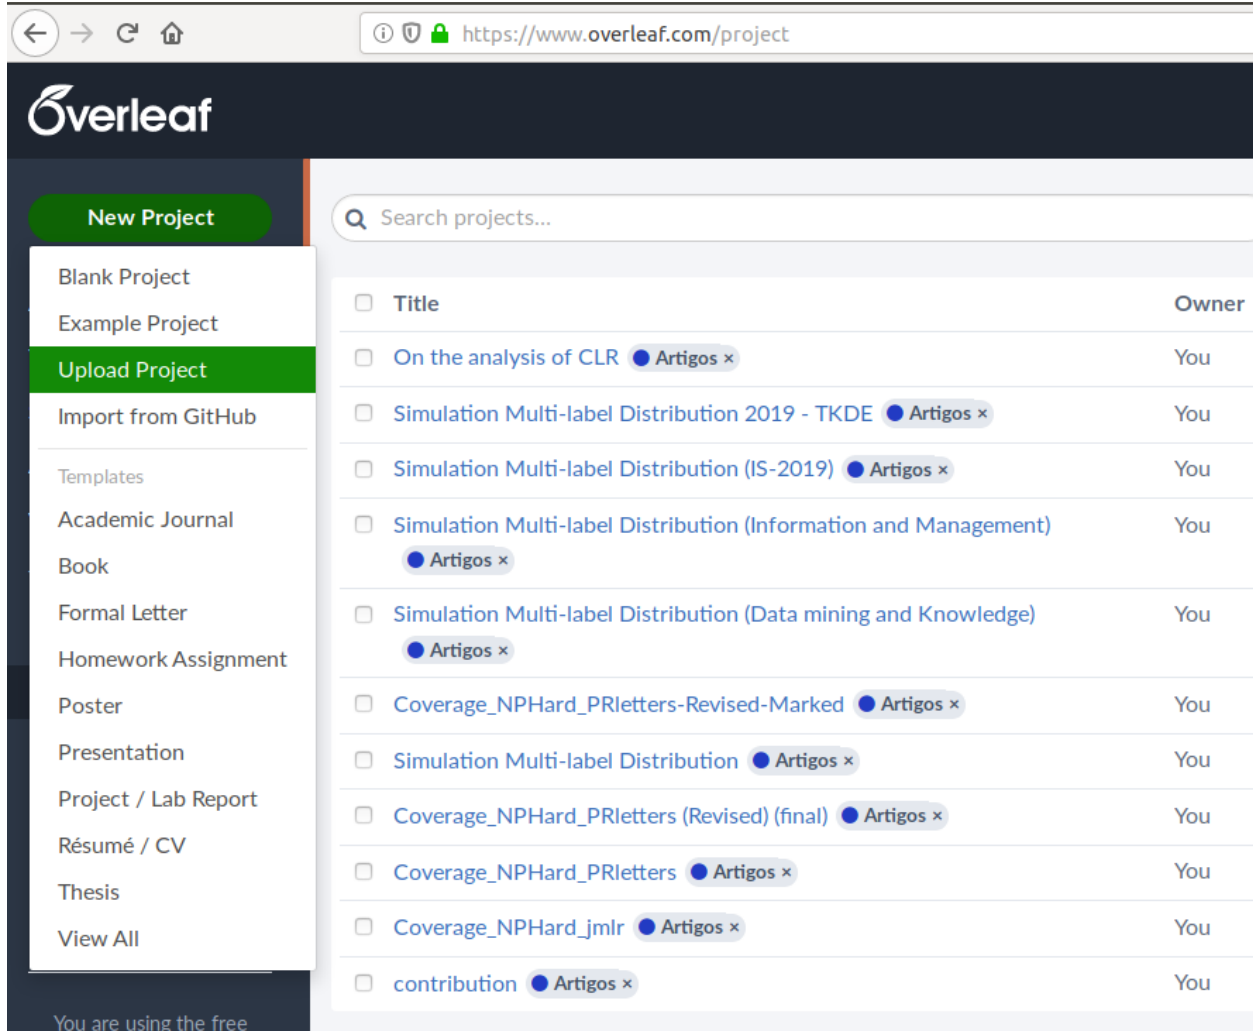 https://www.overleaf.com/project
Overleaf
New Project
Search projects...
Blank Project
Example Project
Upload Project
Import from GitHub
Templates
Academic Journal
Book
Formal Letter
Homework Assignment
Poster
Presentation
Project / Lab Report
Résumé / CV
Thesis
View All
You are using the free
Title Owner
On the analysis of CLR Artigos × You
Simulation Multi-label Distribution 2019 - TKDE Artigos × You
Simulation Multi-label Distribution (IS-2019) Artigos × You
Simulation Multi-label Distribution (Information and Management) You
Artigos ×
Simulation Multi-label Distribution (Data mining and Knowledge) You
Artigos ×
Coverage_NPHard_PRletters-Revised-Marked Artigos × You
Simulation Multi-label Distribution Artigos × You
Coverage_NPHard_PRletters (Revised) (final) Artigos × You
Coverage_NPHard_PRletters Artigos × You
Coverage_NPHard_jmlr Artigos × You
contribution Artigos × You